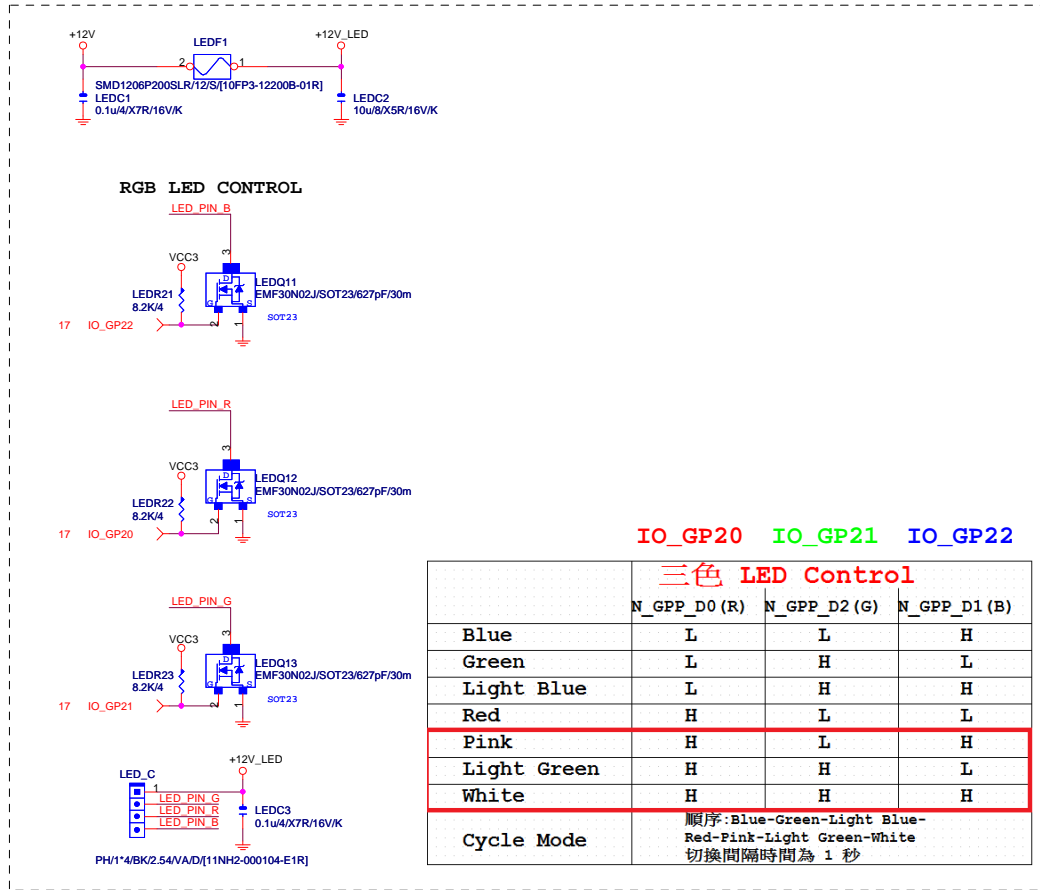 +12V
LEDF1
+12V_LED
2
1
SMD1206P200SLR/12/S/[10FP3-12200B-01R]
LEDC1
0.1u/4/X7R/16V/K
LEDC2
10u/8/X5R/16V/K
RGB LED CONTROL
LED_PIN_B
3
VCC3
D
LEDQ11
EMF30N02J/SOT23/627pF/30m
LEDR21
8.2K/4
G
S
SOT23
17 IO_GP22
2
1
LED_PIN_R
3
VCC3
D
LEDQ12
EMF30N02J/SOT23/627pF/30m
LEDR22
8.2K/4
G
S
SOT23
17 IO_GP20
2
1
LED_PIN_G
3
VCC3
D
LEDQ13
EMF30N02J/SOT23/627pF/30m
LEDR23
8.2K/4
G
S
SOT23
17 IO_GP21
2
1
+12V_LED
LED_C
1
LED_PIN_G
LED_PIN_R
LED_PIN_B
LEDC3
0.1u/4/X7R/16V/K
PH/1*4/BK/2.54/VA/D/[11NH2-000104-E1R]
IO_GP20 IO_GP21 IO_GP22
三色 LED Control
N_GPP_D0(R) N_GPP_D2(G) N_GPP_D1(B)
Blue L L H
Green L H L
Light Blue L H H
Red H L L
Pink H L H
Light Green H H L
White H H H
Cycle Mode
順序:Blue-Green-Light Blue-
Red-Pink-Light Green-White
切換間隔時間為 1 秒